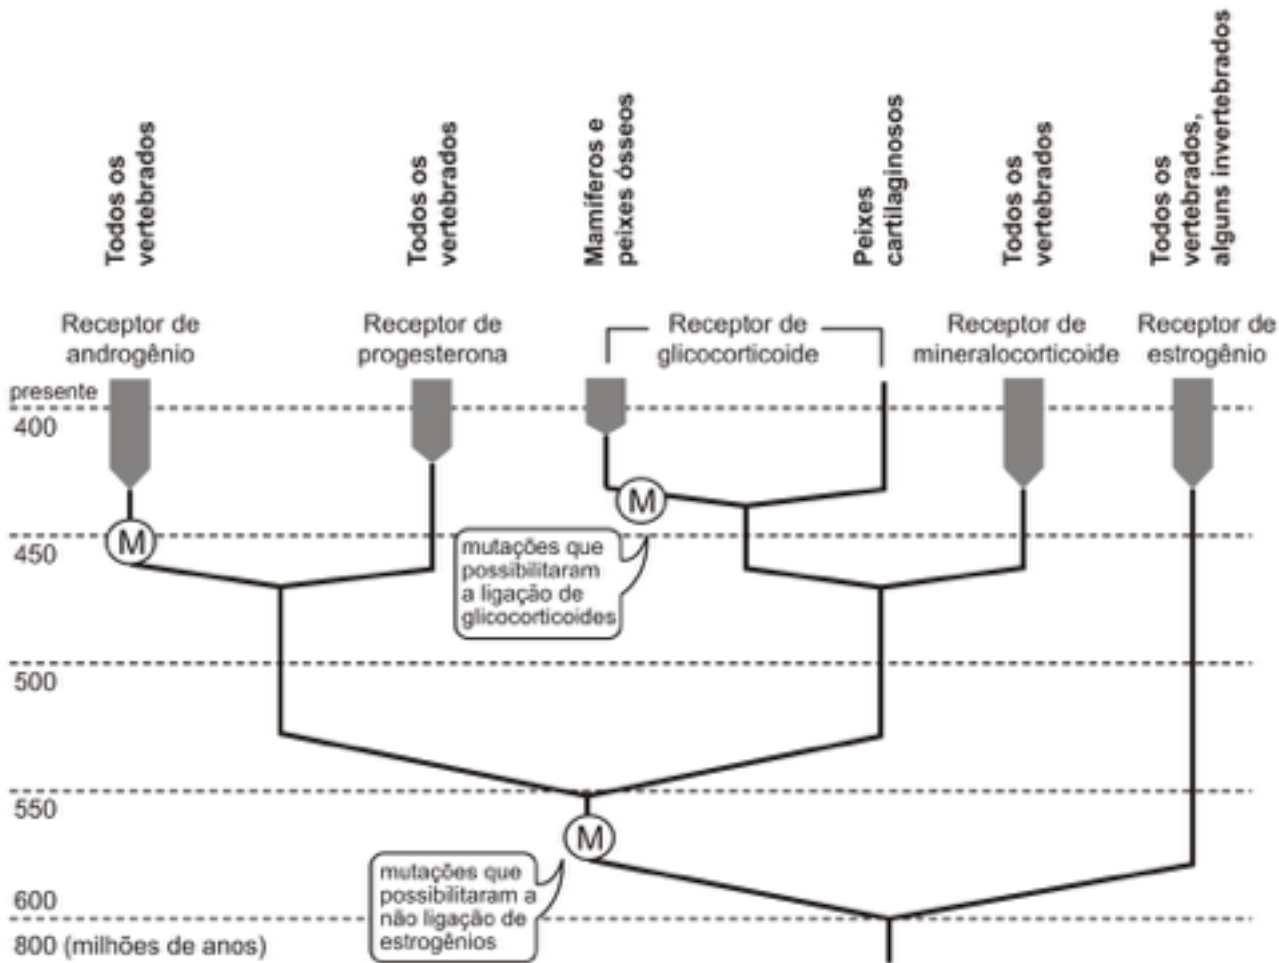 Todos os
vertebrados
Todos os
vertebrados
Mamíferos e
peixes ósseos
Peixes
cartilaginosos
Todos os
vertebrados
Todos os
vertebrados,
alguns invertebrados
Receptor de
androgênio
Receptor de
progesterona
Receptor de
glicocorticoide
Receptor de
mineralocorticoide
Receptor de
estrogênio
presente
400
M
M
450
mutações que
possibilitaram
a ligação de
glicocorticoides
500
550
M
mutações que
possibilitaram a
não ligação de
estrogênios
600
800 (milhões de anos)